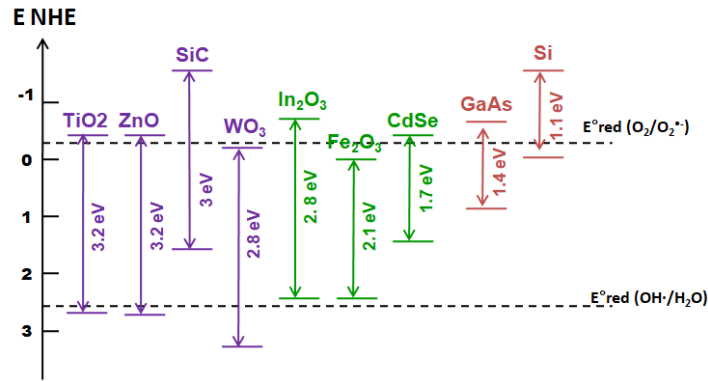 E NHE
SiC
Si
-1
In₂O₃
GaAs
TiO2 ZnO
WO₃
CdSe
E°red (O₂/O₂•-)
Fe₂O₃
0
1
2
3
3.2 eV
3.2 eV
3 eV
2.8 eV
2. 8 eV
2.1 eV
1.7 eV
1.4 eV
1.1 eV
E°red (OH·/H₂O)